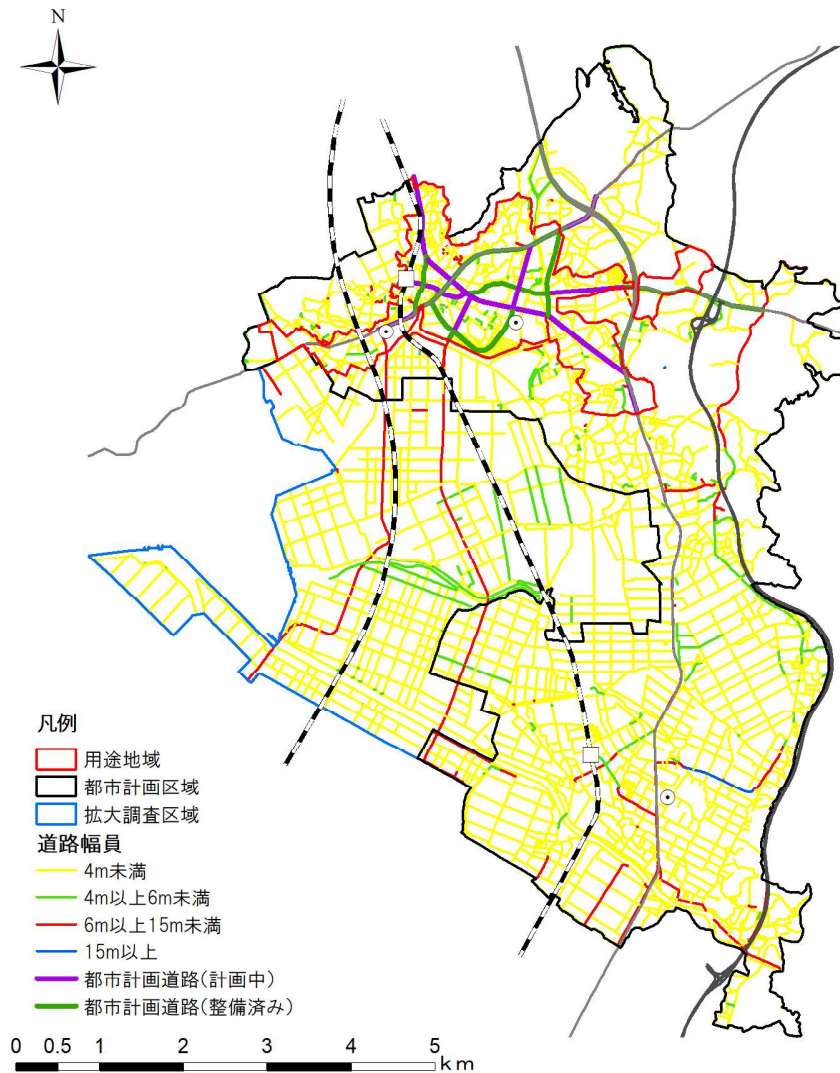 N
凡例
用途地域
都市計画区域
拡大調査区域
道路幅員
4m未満
4m以上6m未満
6m以上15m未満
15m以上
都市計画道路(計画中)
都市計画道路(整備済み)
0 0.5 1 2 3 4 5
km